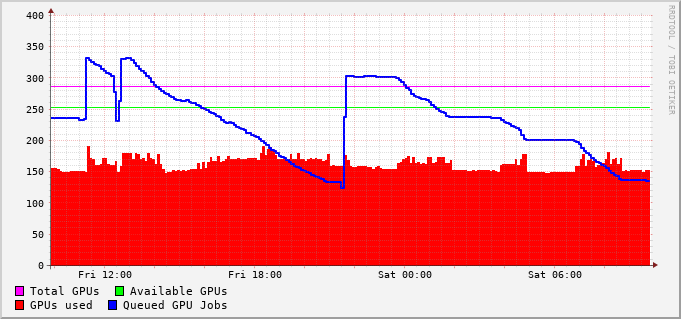 400
350
300
250
200
150
100
50
0
Fri 12:00 Fri 18:00 Sat 00:00 Sat 06:00
Total GPUs Available GPUs
GPUs used Queued GPU Jobs
RRDTOOL / TOBI OETIKER